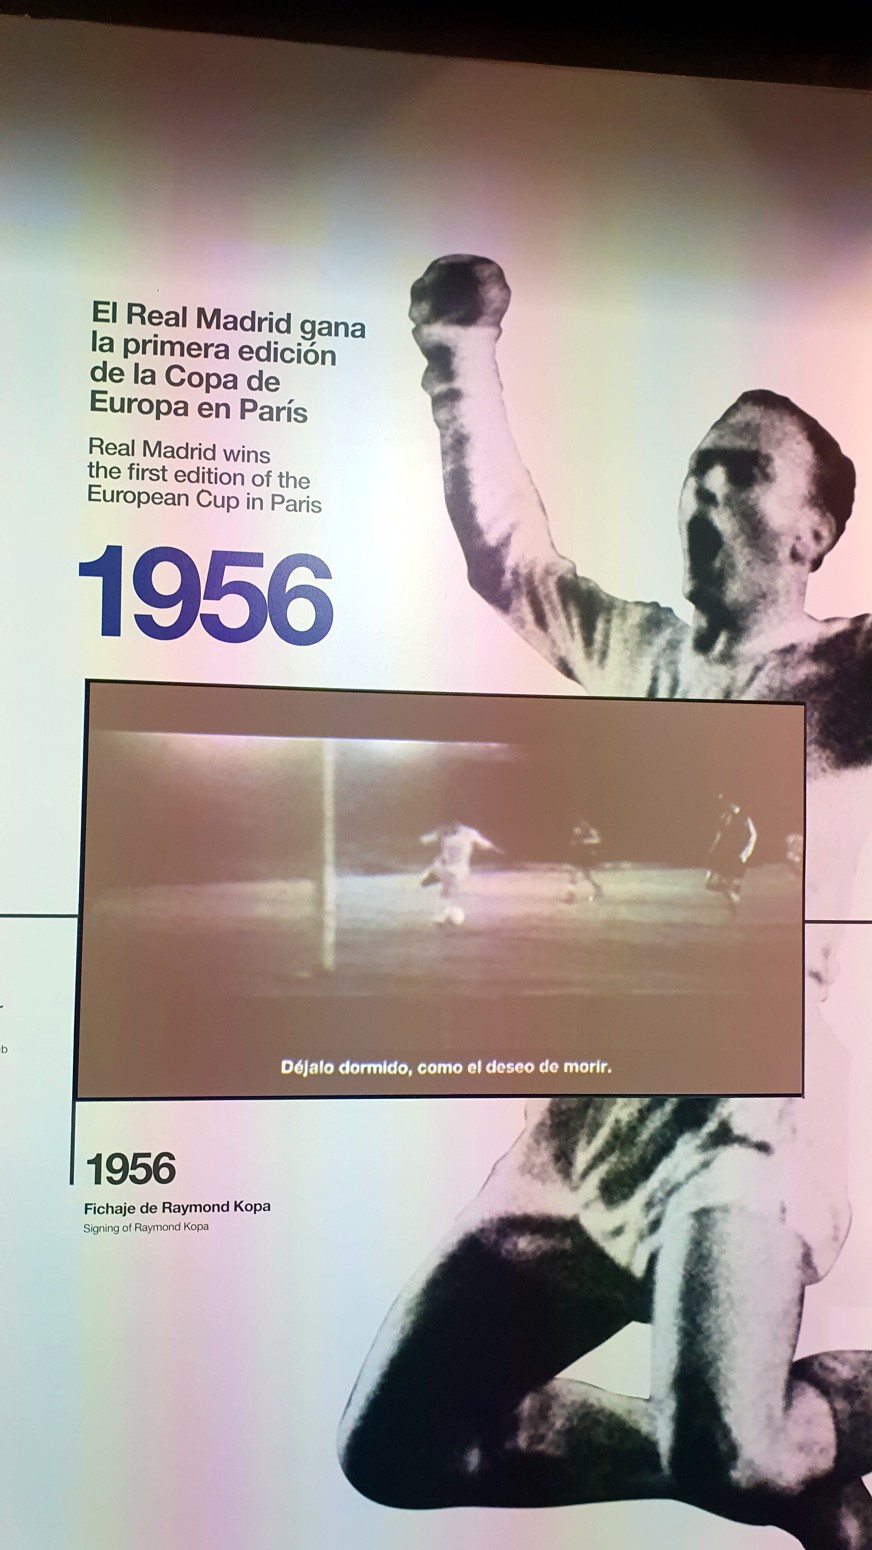 El Real Madrid gana
la primera edición
de la Copa de
Europa en París
Real Madrid wins
the first edition of the
European Cup in Paris
1956
Déjalo dormido, como el deseo de morir.
b
1956
Fichaje de Raymond Kopa
Signing of Raymond Kopa